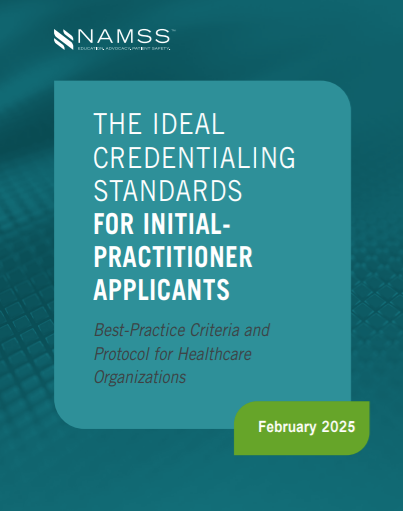 NAMSS™
EDUCATION. ADVOCACY. PATIENT SAFETY.
THE IDEAL
CREDENTIALING
STANDARDS
FOR INITIAL-
PRACTITIONER
APPLICANTS
Best-Practice Criteria and
Protocol for Healthcare
Organizations
February 2025